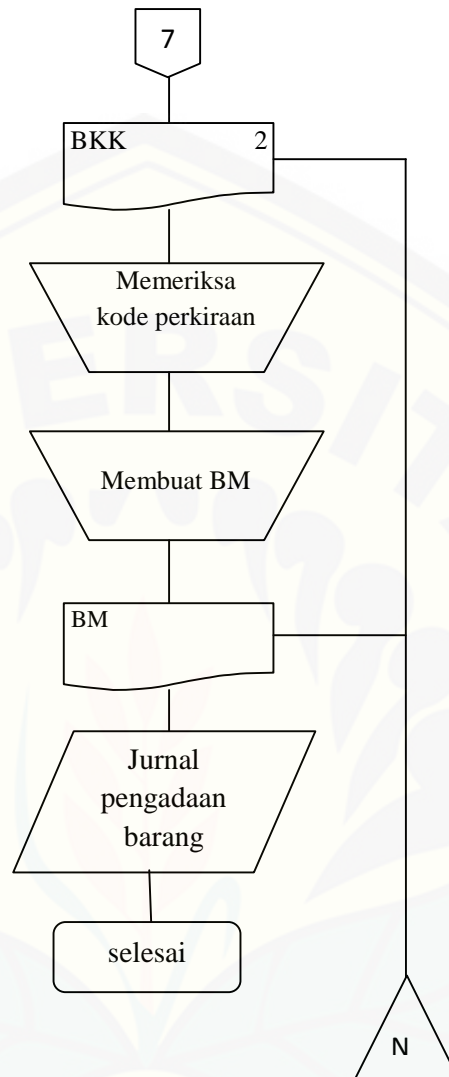 7
BKK 2
Memeriksa
kode perkiraan
Membuat BM
BM
Jurnal
pengadaan
barang
selesai
N